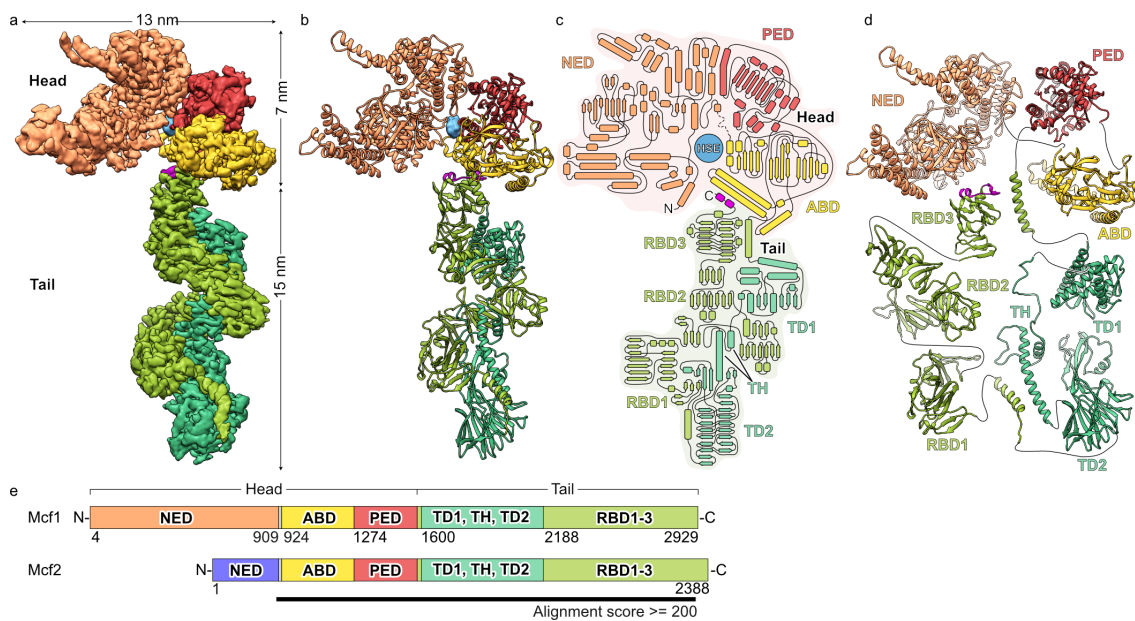 a
13 nm
b
c
d
Head
7 nm
Tail
15 nm
NED
PED
Head
HSE
N
C
ABD
RBD3
Tail
RBD2
TD1
TH
RBD1
TD2
NED
PED
RBD3
ABD
RBD2
TH
TD1
RBD1
TD2
e
Head
Tail
Mcf1
N-
NED
ABD
PED
TD1, TH, TD2
RBD1-3
-C
4
909
924
1274
1600
2188
2929
Mcf2
N-
NED
ABD
PED
TD1, TH, TD2
RBD1-3
-C
1
2388
Alignment score >= 200